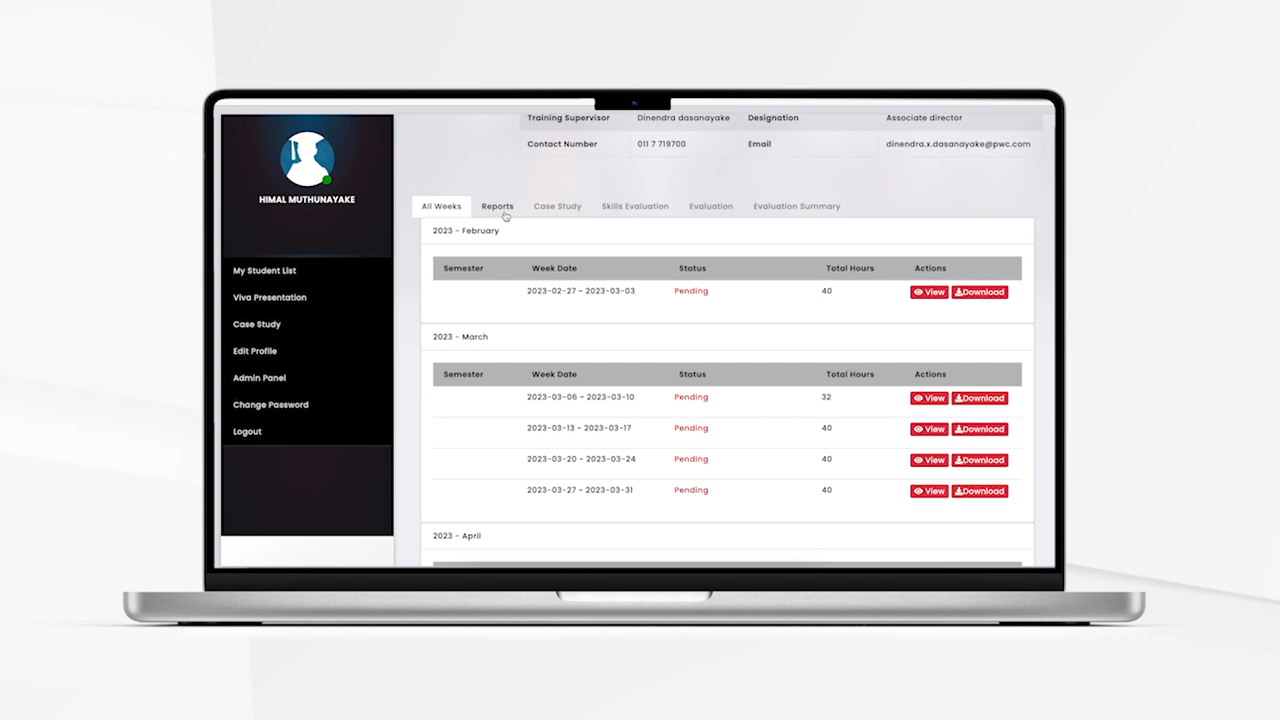 Training Supervisor Dinendra dasanayake Designation Associate director
Contact Number 011 7 719700 Email dinendra.x.dasanayake@pwc.com
HIMAL MUTHUNAYAKE
My Student List
Viva Presentation
Case Study
Edit Profile
Admin Panel
Change Password
Logout
All Weeks Reports Case Study Skills Evaluation Evaluation Evaluation Summary
2023 - February
Semester Week Date Status Total Hours Actions
2023-02-27 - 2023-03-03 Pending 40 View Download
2023 - March
Semester Week Date Status Total Hours Actions
2023-03-06 - 2023-03-10 Pending 32 View Download
2023-03-13 - 2023-03-17 Pending 40 View Download
2023-03-20 - 2023-03-24 Pending 40 View Download
2023-03-27 - 2023-03-31 Pending 40 View Download
2023 - April